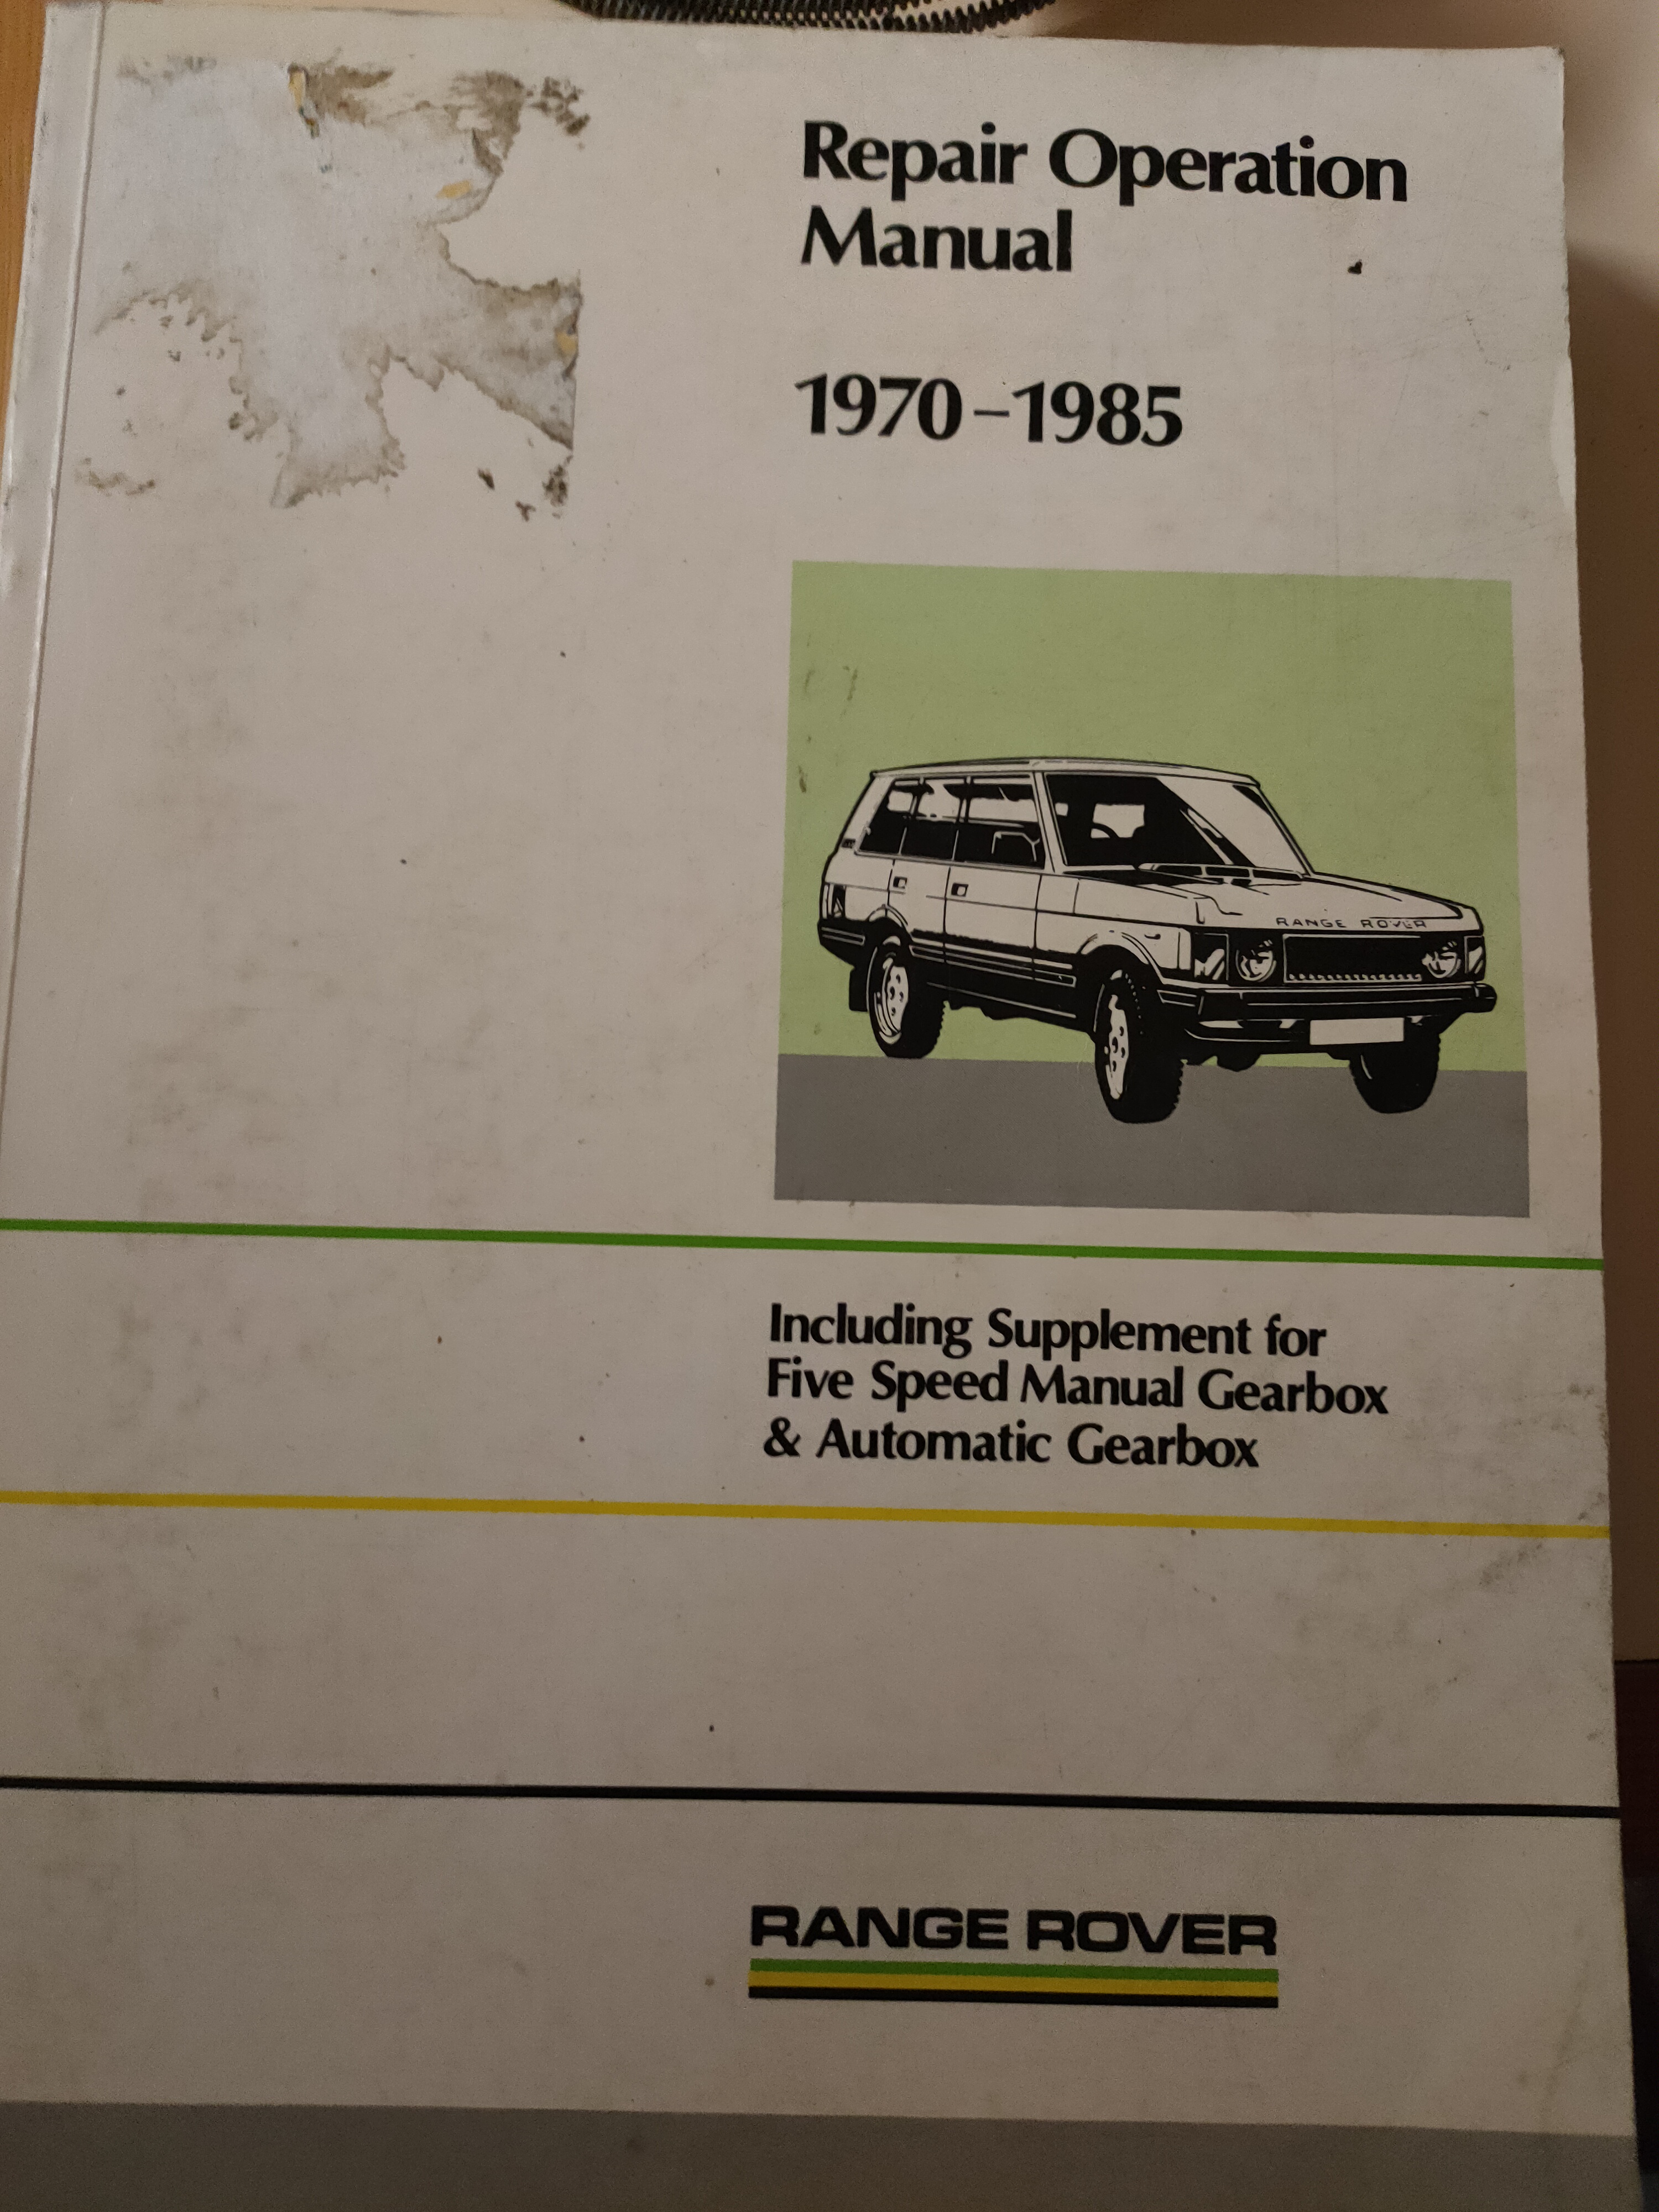 Repair Operation
Manual
1970–1985
RANGE ROVER
Including Supplement for
Five Speed Manual Gearbox
& Automatic Gearbox
RANGE ROVER